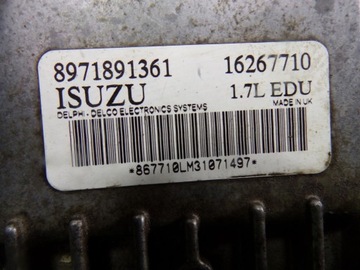 8971891361 16267710
ISUZU 1.7L EDU
DELPHI-DELCO ELECTRONICS SYSTEMS MADE IN UK
*867710LM31071497*